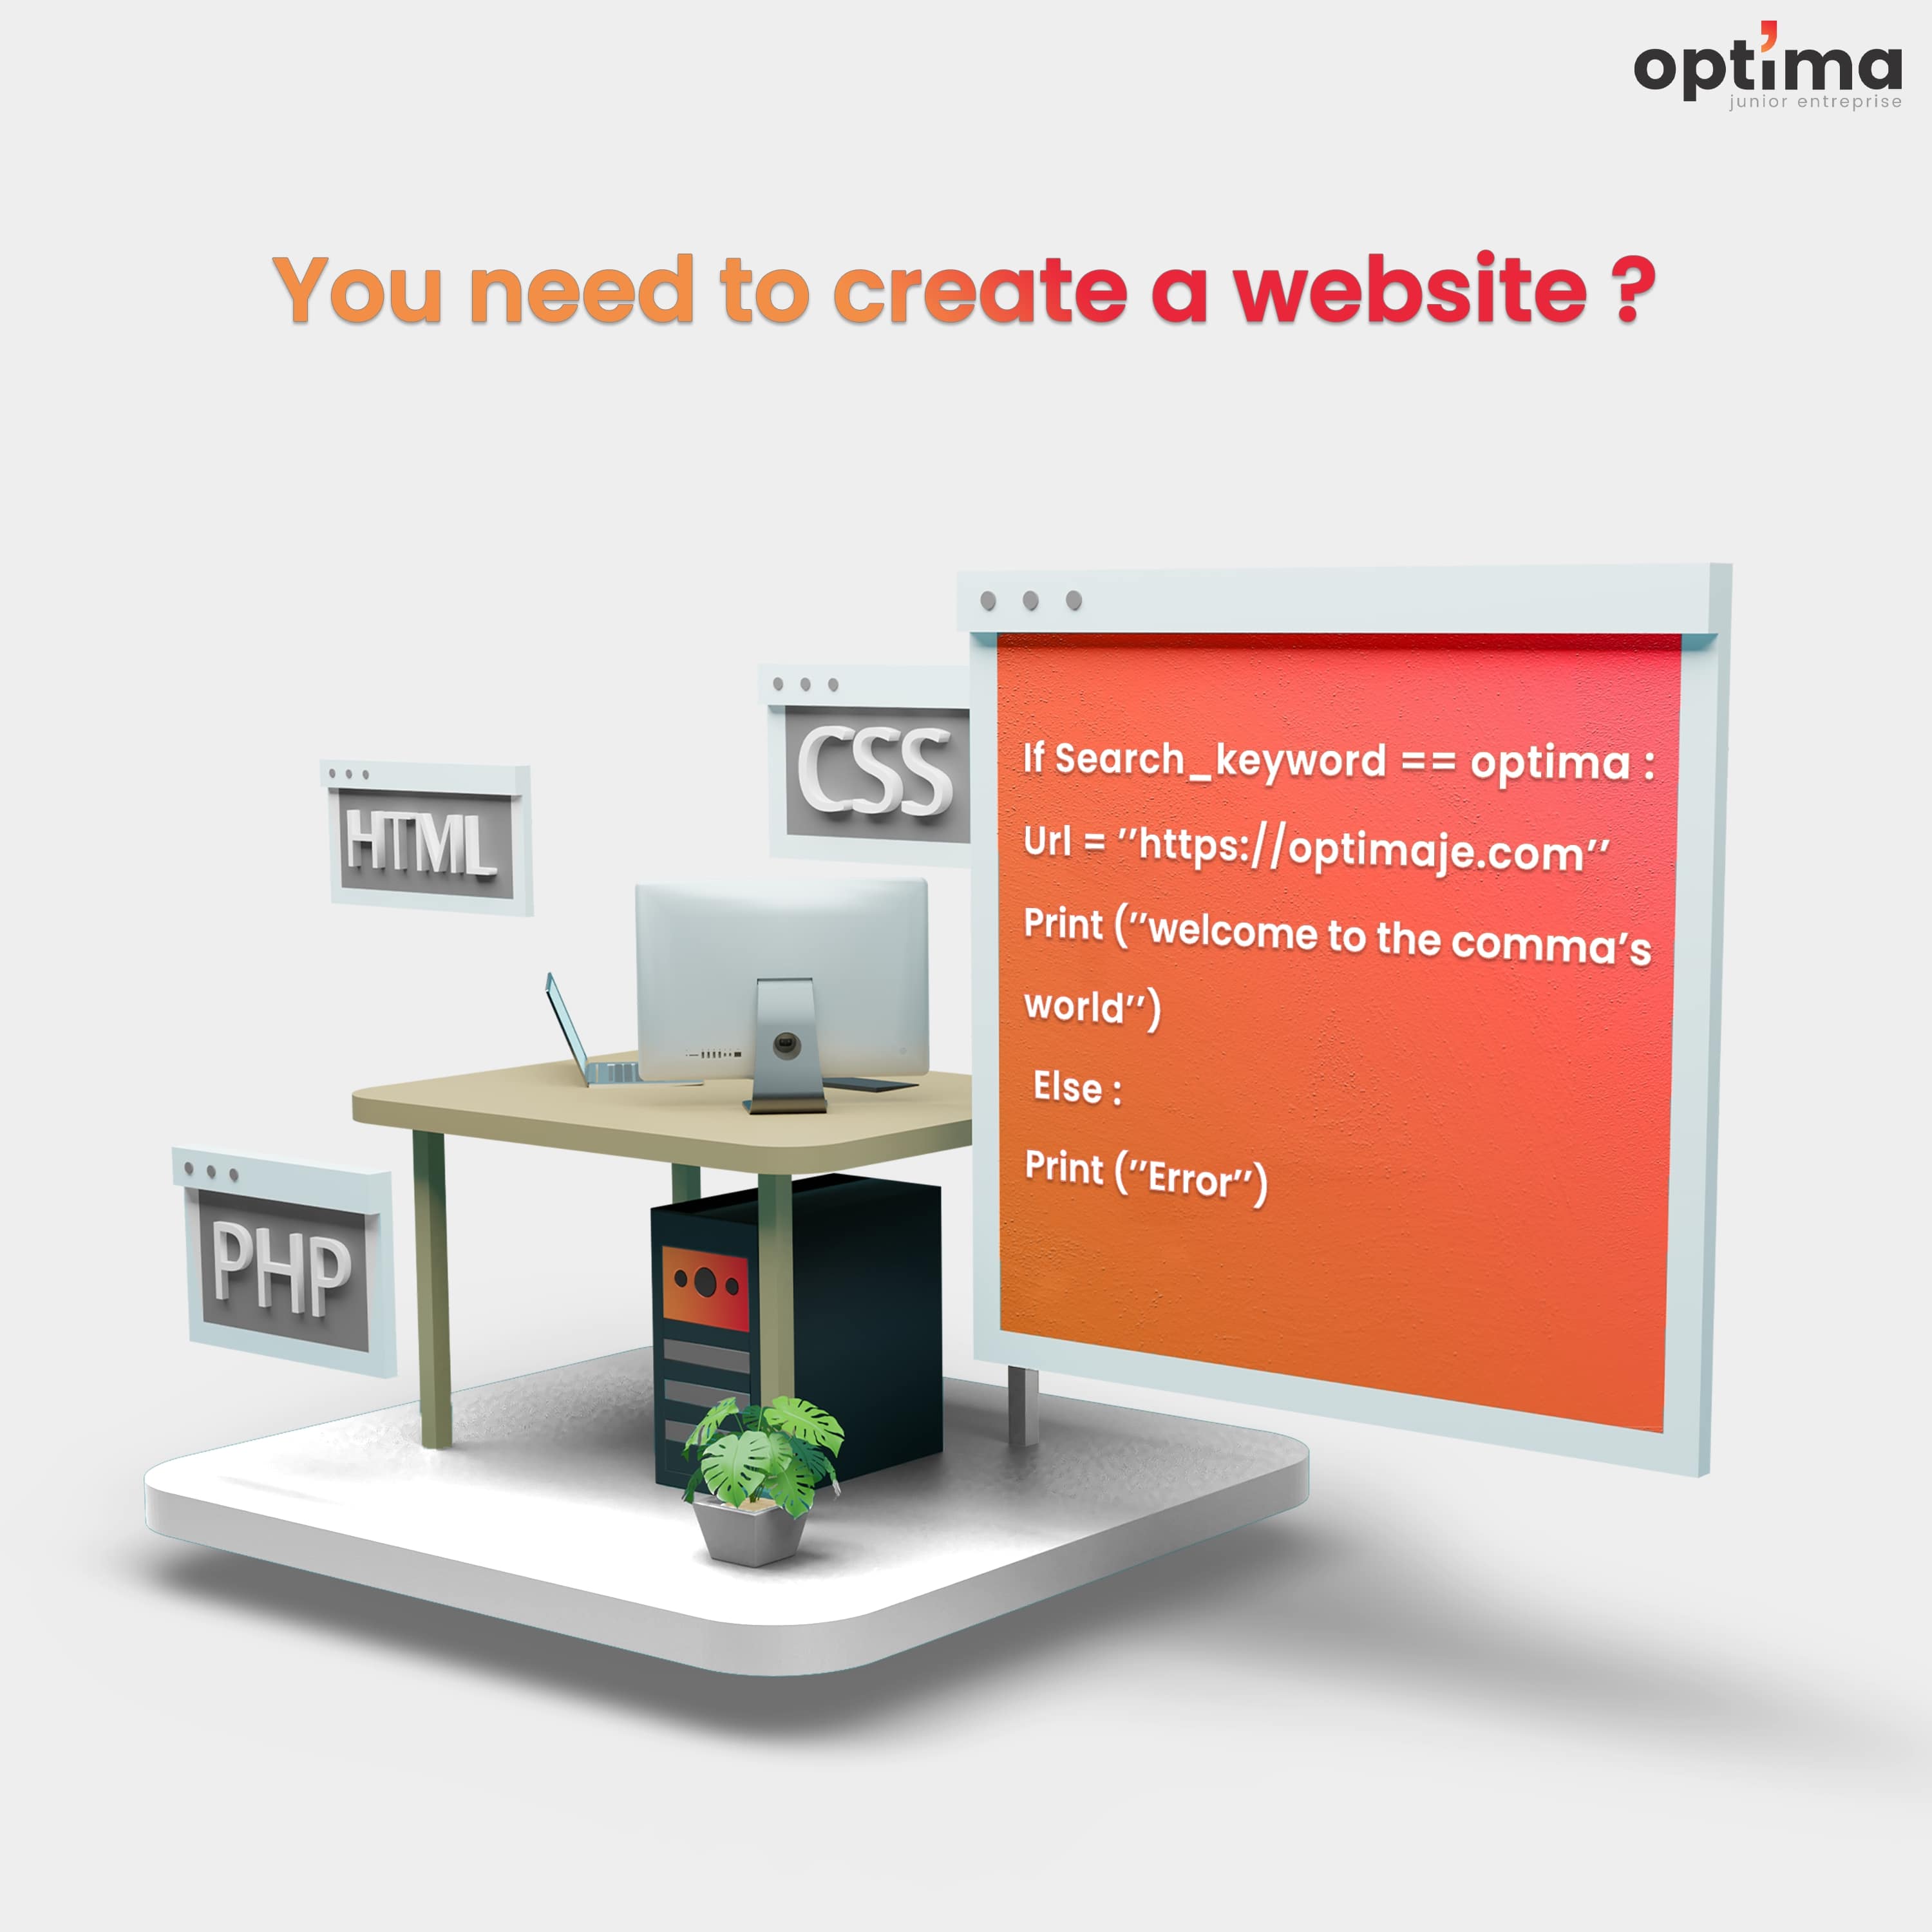 optima
junior entreprise
You need to create a website ?
HTML
CSS
PHP
If Search_keyword == optima :
Url = ’’https://optimaje.com’’
Print (’’welcome to the comma’s
world’’)
Else :
Print (’’Error’’)